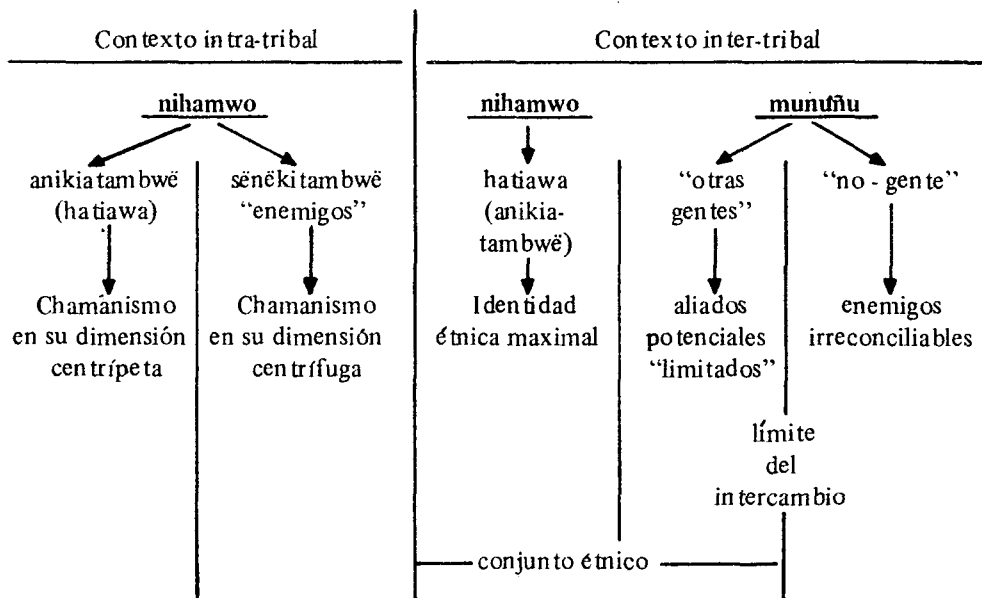 Contexto intra-tribal
Contexto inter-tribal
nihamwo
nihamwo
munuñu
anikiatambwë
(hatiawa)
sënëkitambwë
“enemigos”
hatiawa
(anikia-
tambwë)
“otras
gentes”
“no - gente”
Chamánismo
en su dimensión
centrípeta
Chamanismo
en su dimensión
centrífuga
Identidad
étnica maximal
aliados
potenciales
“limitados”
enemigos
irreconciliables
límite
del
intercambio
conjunto étnico